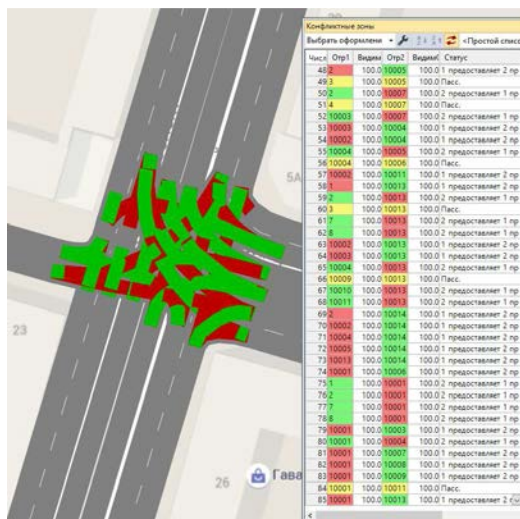 Конфликтные зоны
Выбрать оформлени <Простой список
Числ Отр1 Видим Отр2 Видим( Статус
48 2 100.0 10005 100.0 1 предоставляет 2 пр
49 3 100.0 10005 100.0 Пасс.
50 2 100.0 10007 100.0 2 предоставляет 1 пр
51 4 100.0 10007 100.0 Пасс.
52 10003 100.0 10007 100.0 2 предоставляет 1 пр
53 10003 100.0 10004 100.0 1 предоставляет 2 пр
54 10002 100.0 10004 100.0 1 предоставляет 2 пр
55 10004 100.0 10005 100.0 2 предоставляет 1 пр
56 10004 100.0 10006 100.0 Пасс.
57 10002 100.0 10011 100.0 1 предоставляет 2 пр
58 1 100.0 10013 100.0 1 предоставляет 2 пр
59 2 100.0 10013 100.0 2 предоставляет 1 пр
60 3 100.0 10013 100.0 Пасс.
61 7 100.0 10013 100.0 2 предоставляет 1 пр
62 8 100.0 10013 100.0 2 предоставляет 1 пр
63 10002 100.0 10013 100.0 1 предоставляет 2 пр
64 10003 100.0 10013 100.0 1 предоставляет 2 пр
65 10004 100.0 10013 100.0 2 предоставляет 1 пр
66 10009 100.0 10013 100.0 Пасс.
67 10010 100.0 10013 100.0 2 предоставляет 1 пр
68 10011 100.0 10013 100.0 2 предоставляет 1 пр
69 2 100.0 10014 100.0 1 предоставляет 2 пр
70 10002 100.0 10014 100.0 1 предоставляет 2 пр
71 10004 100.0 10014 100.0 1 предоставляет 2 пр
72 10005 100.0 10014 100.0 1 предоставляет 2 пр
73 10013 100.0 10014 100.0 1 предоставляет 2 пр
74 10001 100.0 10006 100.0 1 предоставляет 2 пр
75 1 100.0 10001 100.0 2 предоставляет 1 пр
76 2 100.0 10001 100.0 2 предоставляет 1 пр
77 7 100.0 10001 100.0 2 предоставляет 1 пр
78 8 100.0 10001 100.0 2 предоставляет 1 пр
79 10001 100.0 10003 100.0 1 предоставляет 2 пр
80 10001 100.0 10004 100.0 2 предоставляет 1 пр
81 10001 100.0 10007 100.0 1 предоставляет 2 пр
82 10001 100.0 10008 100.0 1 предоставляет 2 пр
83 10001 100.0 10009 100.0 1 предоставляет 2 пр
84 10001 100.0 10011 100.0 Пасс.
85 10001 100.0 10013 100.0 1 предоставляет 2
5А
23
26
Гава